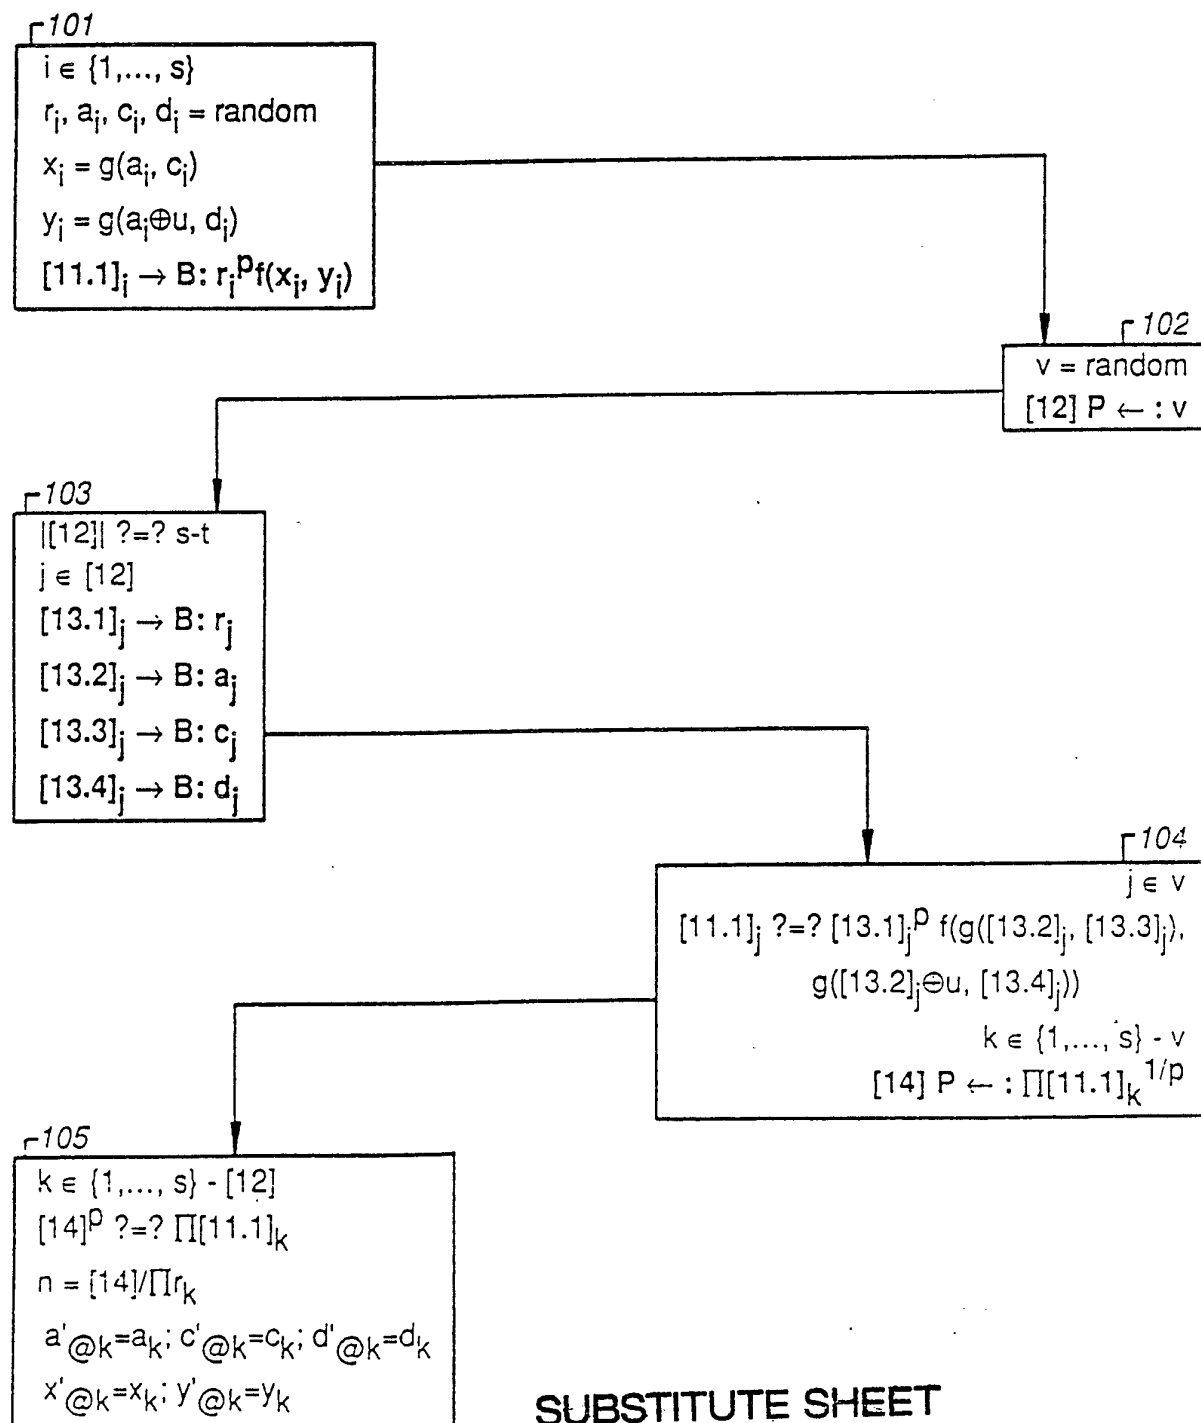 101
i ∈ {1,..., s}
r_i, a_i, c_i, d_i = random
x_i = g(a_i, c_i)
y_i = g(a_i⊕u, d_i)
[11.1]_i → B: r_i^p f(x_i, y_i)
102
v = random
[12] P ← : v
103
|[12]| ?=? s-t
j ∈ [12]
[13.1]_j → B: r_j
[13.2]_j → B: a_j
[13.3]_j → B: c_j
[13.4]_j → B: d_j
104
j ∈ v
[11.1]_j ?=? [13.1]_j^p f(g([13.2]_j, [13.3]_j),
g([13.2]_j⊖u, [13.4]_j))
k ∈ {1,..., s} - v
[14] P ← : ∏[11.1]_k^1/p
105
k ∈ {1,..., s} - [12]
[14]^p ?=? ∏[11.1]_k
n = [14]/∏r_k
a'@k=a_k; c'@k=c_k; d'@k=d_k
x'@k=x_k; y'@k=y_k
SUBSTITUTE SHEET